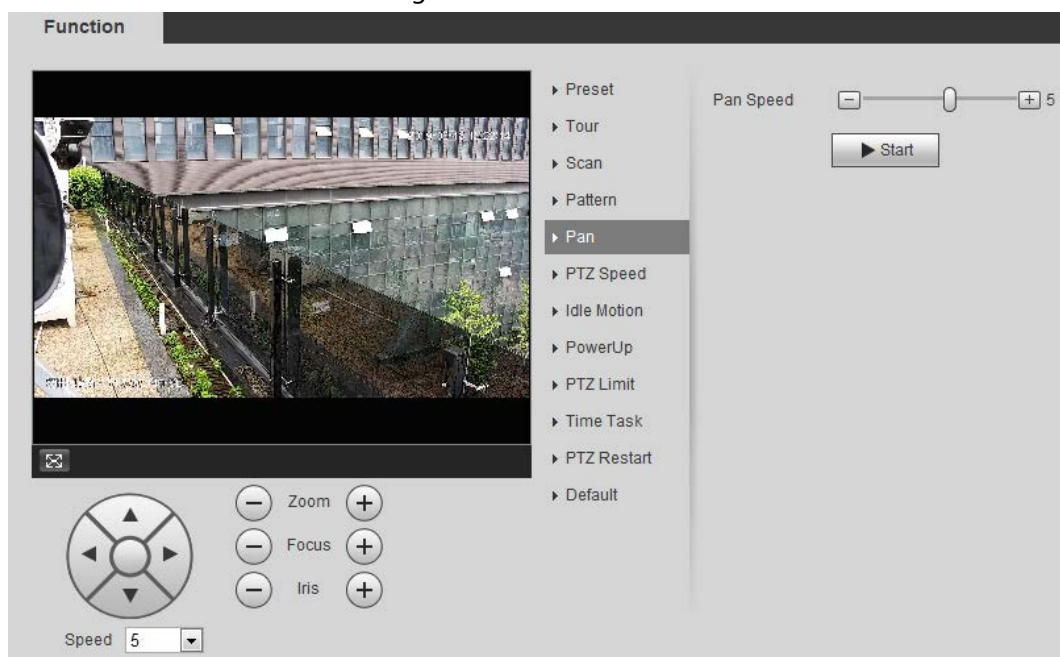 Function
Preset
Tour
Scan
Pattern
Pan
PTZ Speed
Idle Motion
PowerUp
PTZ Limit
Time Task
PTZ Restart
Default
Pan Speed 5
Start
Zoom
Focus
Iris
Speed 5